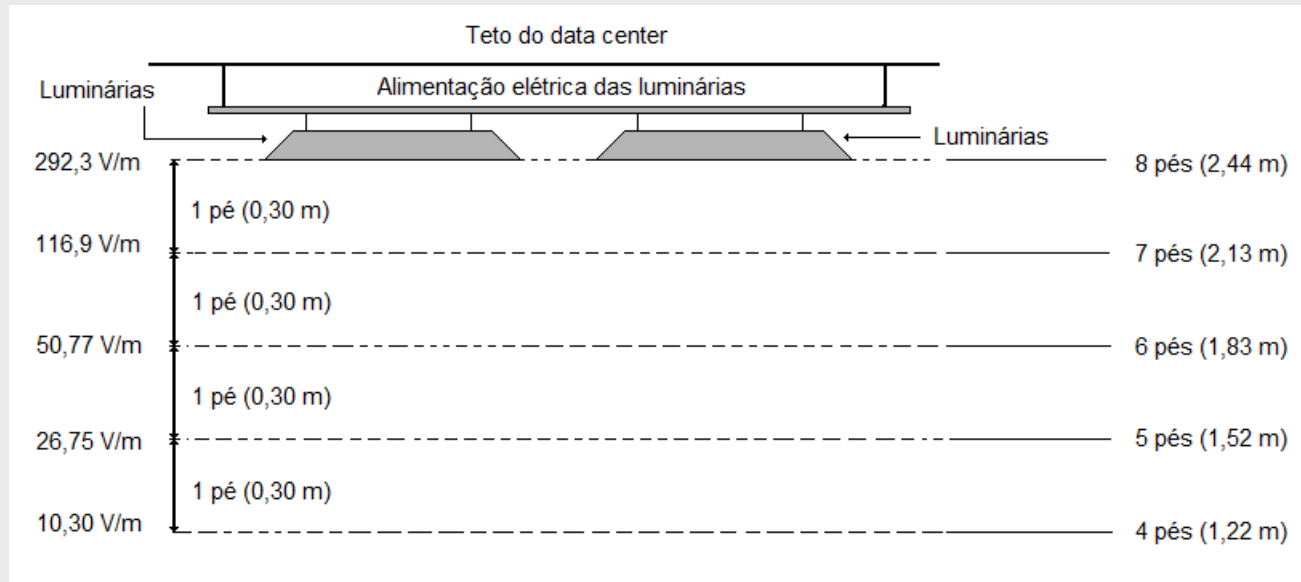 Teto do data center
Luminárias
Alimentação elétrica das luminárias
Luminárias
292,3 V/m
8 pés (2,44 m)
1 pé (0,30 m)
116,9 V/m
7 pés (2,13 m)
1 pé (0,30 m)
50,77 V/m
6 pés (1,83 m)
1 pé (0,30 m)
26,75 V/m
5 pés (1,52 m)
1 pé (0,30 m)
10,30 V/m
4 pés (1,22 m)